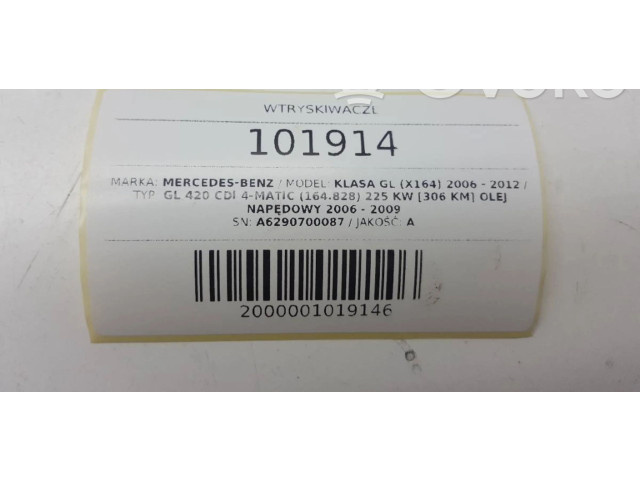 WTRYSKIWACZE
101914
MARKA: MERCEDES-BENZ / MODEL: KLASA GL (X164) 2006 - 2012 /
TYP: GL 420 CDI 4-MATIC (164.828) 225 KW [306 KM] OLEJ
NAPĘDOWY 2006 - 2009
SN: A6290700087 / JAKOŚĆ: A
2000001019146